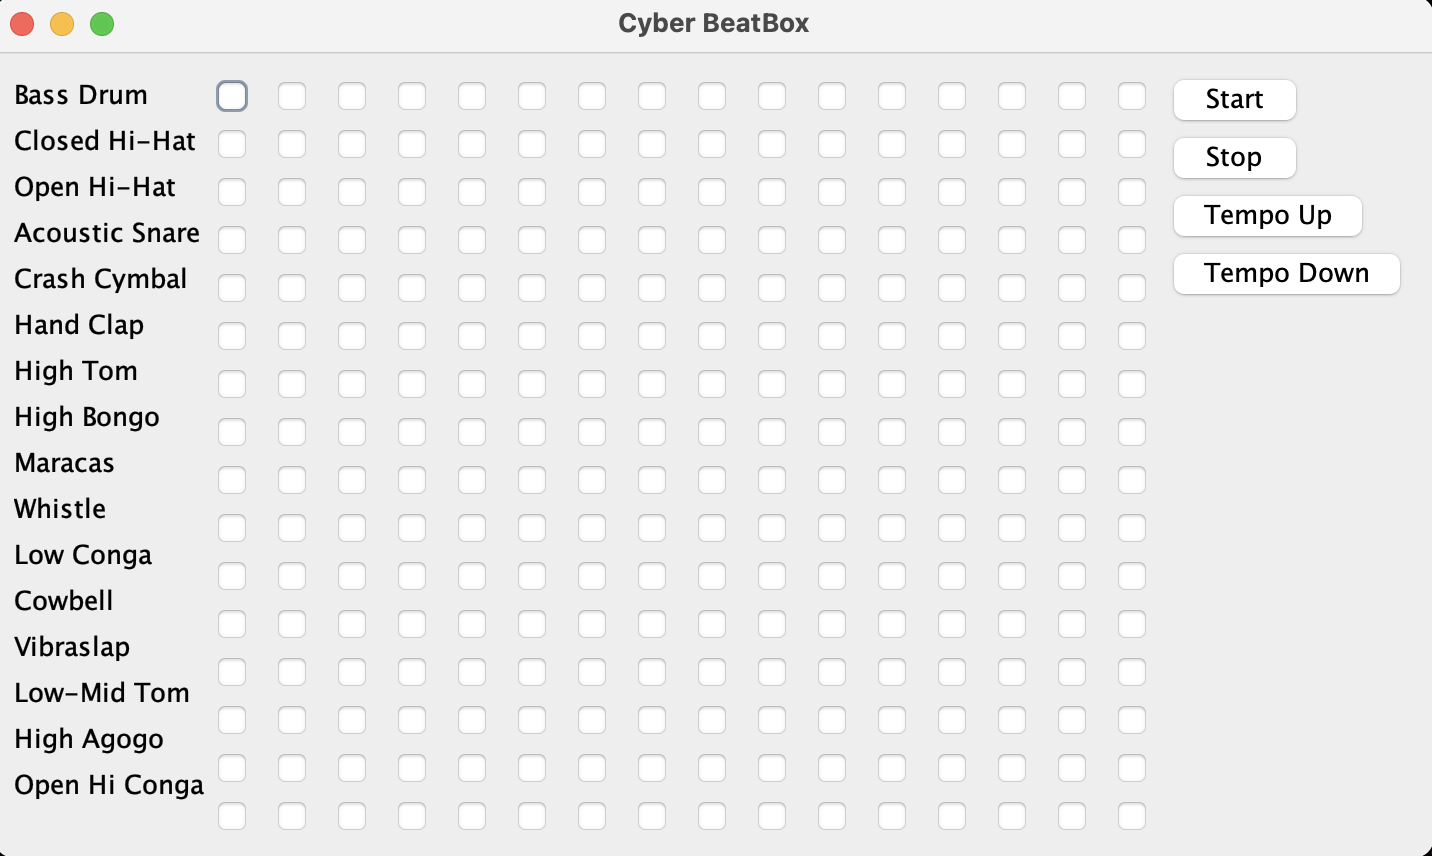 Cyber BeatBox
Bass Drum
Closed Hi-Hat
Open Hi-Hat
Acoustic Snare
Crash Cymbal
Hand Clap
High Tom
High Bongo
Maracas
Whistle
Low Conga
Cowbell
Vibraslap
Low-Mid Tom
High Agogo
Open Hi Conga
Start
Stop
Tempo Up
Tempo Down